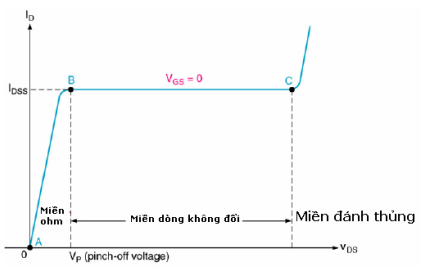 I_D
B
V_GS = 0
C
I_DSS
Miền
ohm
Miền dòng không đổi
Miền đánh thủng
A
0
V_P (pinch-off voltage)
V_DS